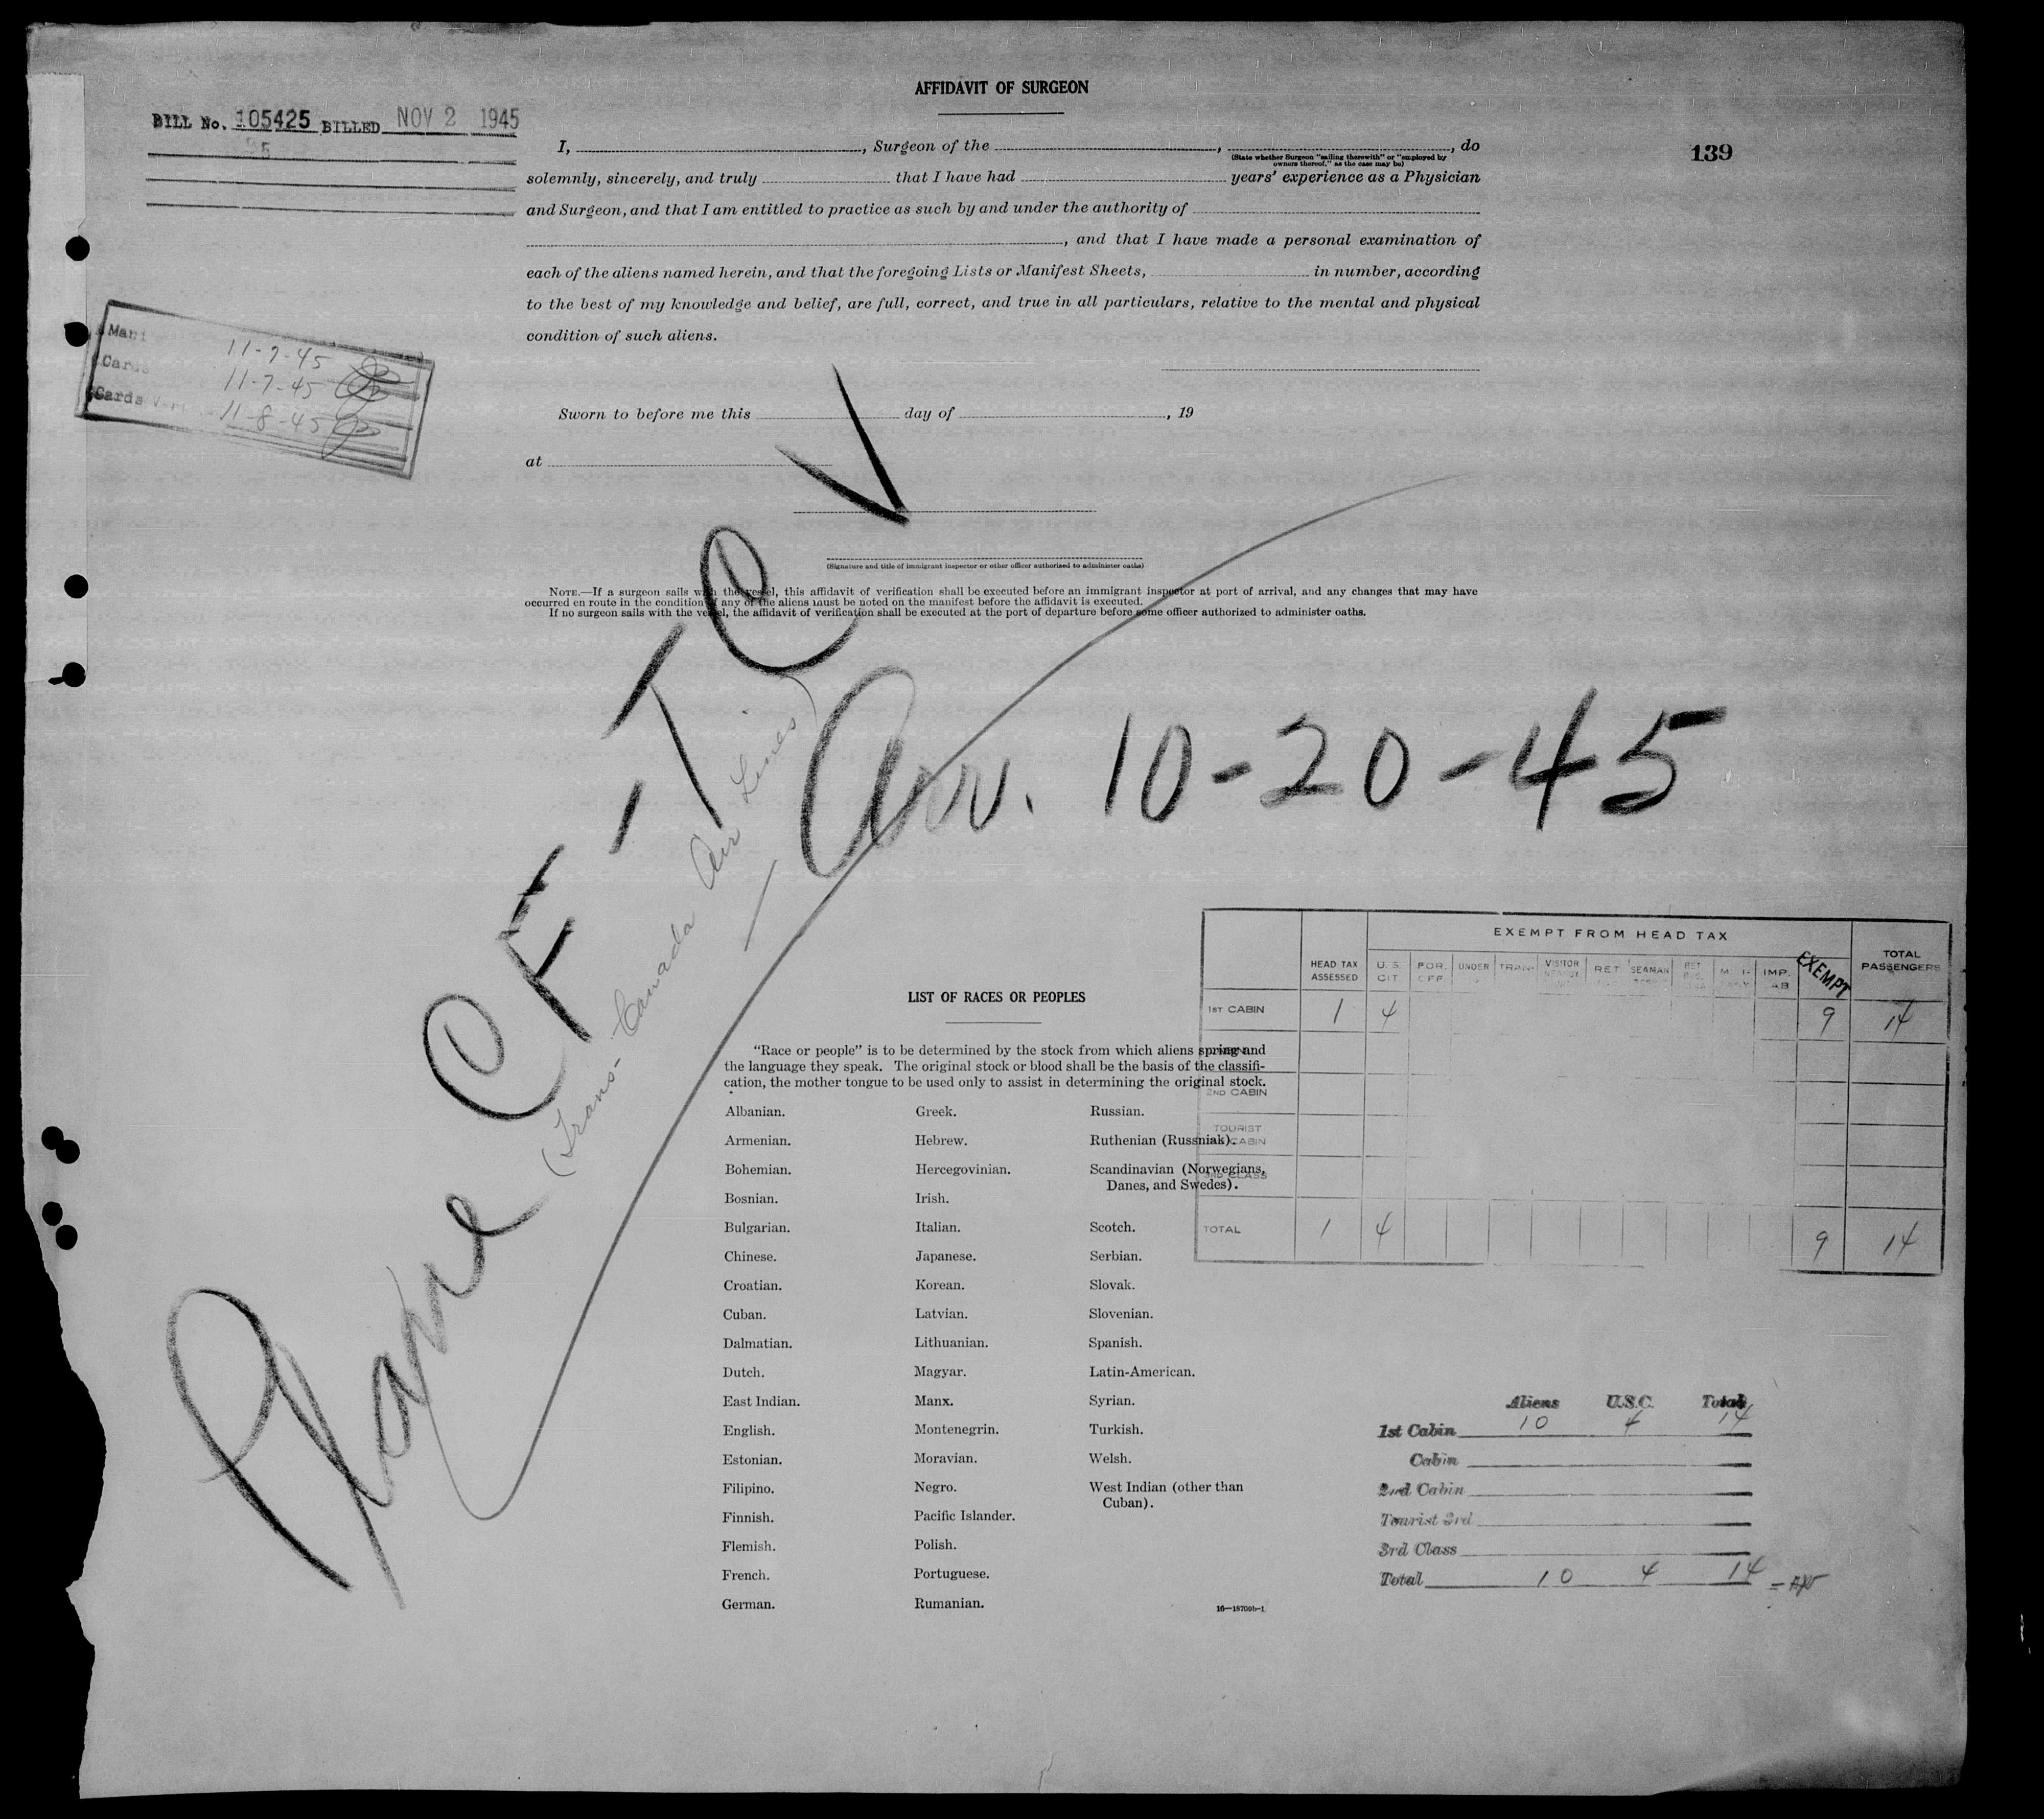 AFFIDAVIT OF SURGEON
BILL No. 105425 BILLED NOV 2 1945
139
I, , Surgeon of the , , do
(State whether Surgeon "sailing therewith" or "employed by
owners thereof," as the case may be)
solemnly, sincerely, and truly that I have had years' experience as a Physician
and Surgeon, and that I am entitled to practice as such by and under the authority of
, and that I have made a personal examination of
each of the aliens named herein, and that the foregoing Lists or Manifest Sheets, in number, according
to the best of my knowledge and belief, are full, correct, and true in all particulars, relative to the mental and physical
condition of such aliens.
Mani 11-7-45
Cards 11-7-45
Cards 11-8-45
Sworn to before me this day of , 19
at
(Signature and title of immigrant inspector or other officer authorized to administer oaths)
NOTE.—If a surgeon sails with the vessel, this affidavit of verification shall be executed before an immigrant inspector at port of arrival, and any changes that may have
occurred en route in the condition of any of the aliens must be noted on the manifest before the affidavit is executed.
If no surgeon sails with the vessel, the affidavit of verification shall be executed at the port of departure before some officer authorized to administer oaths.
Plane CF-TCV
(Trans-Canada Air Lines)
Arr. 10-20-45
EXEMPT FROM HEAD TAX
HEAD TAX ASSESSED U.S. CIT. FOR. OFF. UNDER TRAN- VISITOR RET SEAMAN RET IMP. EXEMPT TOTAL PASSENGERS
1ST CABIN 1 4 9 14
2ND CABIN
TOURIST CABIN
3RD CLASS
TOTAL 1 4 9 14
LIST OF RACES OR PEOPLES
"Race or people" is to be determined by the stock from which aliens spring and
the language they speak. The original stock or blood shall be the basis of the classifi-
cation, the mother tongue to be used only to assist in determining the original stock.
Albanian. Greek. Russian.
Armenian. Hebrew. Ruthenian (Russniak).
Bohemian. Hercegovinian. Scandinavian (Norwegians,
Danes, and Swedes).
Bosnian. Irish.
Bulgarian. Italian. Scotch.
Chinese. Japanese. Serbian.
Croatian. Korean. Slovak.
Cuban. Latvian. Slovenian.
Dalmatian. Lithuanian. Spanish.
Dutch. Magyar. Latin-American.
East Indian. Manx. Syrian.
English. Montenegrin. Turkish.
Estonian. Moravian. Welsh.
Filipino. Negro. West Indian (other than
Cuban).
Finnish. Pacific Islander.
Flemish. Polish.
French. Portuguese.
German. Rumanian.
16—18709b-1
Aliens U.S.C. Total
1st Cabin 10 4 14
Cabin
2nd Cabin
Tourist 3rd
3rd Class
Total 10 4 14